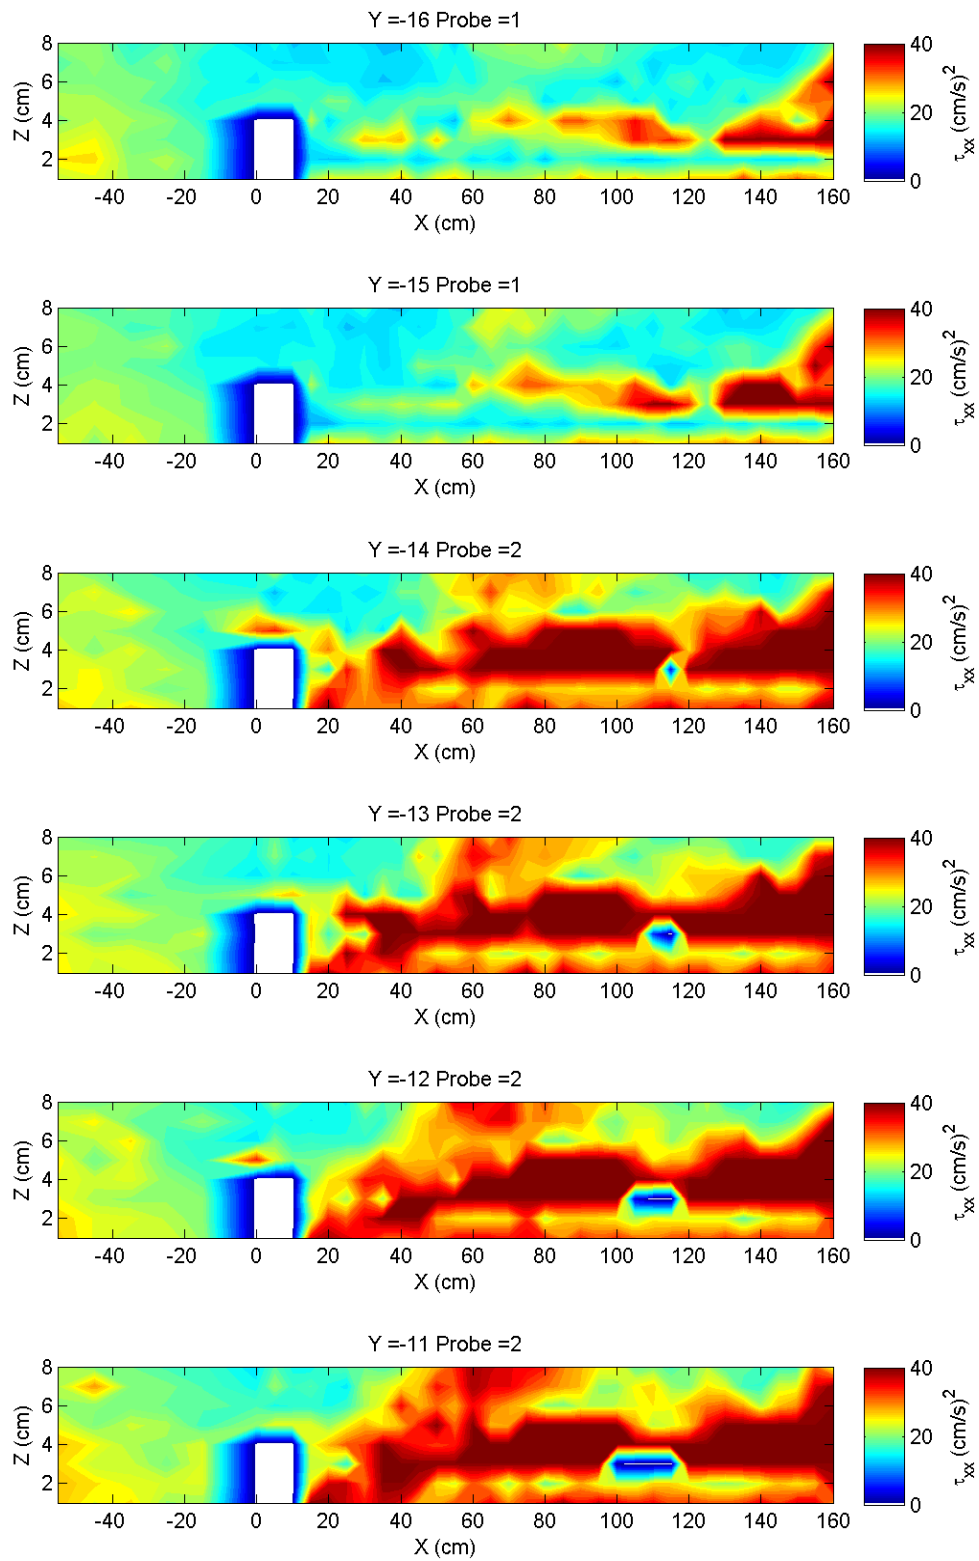 Y =-16 Probe =1
8
6
4
2
Z (cm)
-40 -20 0 20 40 60 80 100 120 140 160
X (cm)
40
20
0
τxx (cm/s)²
Y =-15 Probe =1
8
6
4
2
Z (cm)
-40 -20 0 20 40 60 80 100 120 140 160
X (cm)
40
20
0
τxx (cm/s)²
Y =-14 Probe =2
8
6
4
2
Z (cm)
-40 -20 0 20 40 60 80 100 120 140 160
X (cm)
40
20
0
τxx (cm/s)²
Y =-13 Probe =2
8
6
4
2
Z (cm)
-40 -20 0 20 40 60 80 100 120 140 160
X (cm)
40
20
0
τxx (cm/s)²
Y =-12 Probe =2
8
6
4
2
Z (cm)
-40 -20 0 20 40 60 80 100 120 140 160
X (cm)
40
20
0
τxx (cm/s)²
Y =-11 Probe =2
8
6
4
2
Z (cm)
-40 -20 0 20 40 60 80 100 120 140 160
X (cm)
40
20
0
τxx (cm/s)²